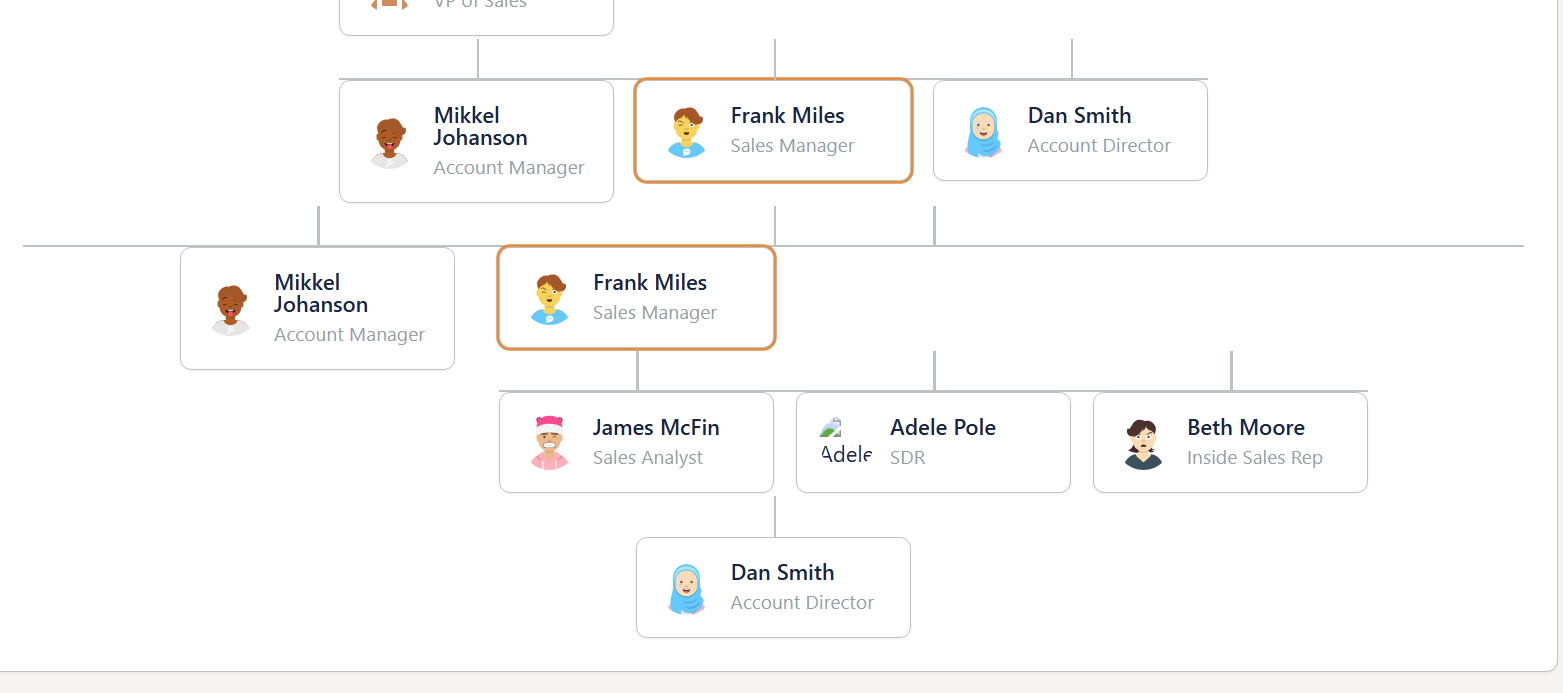 VP of Sales
Mikkel
Johanson
Account Manager
Frank Miles
Sales Manager
Dan Smith
Account Director
Mikkel
Johanson
Account Manager
Frank Miles
Sales Manager
James McFin
Sales Analyst
Adele
Adele Pole
SDR
Beth Moore
Inside Sales Rep
Dan Smith
Account Director